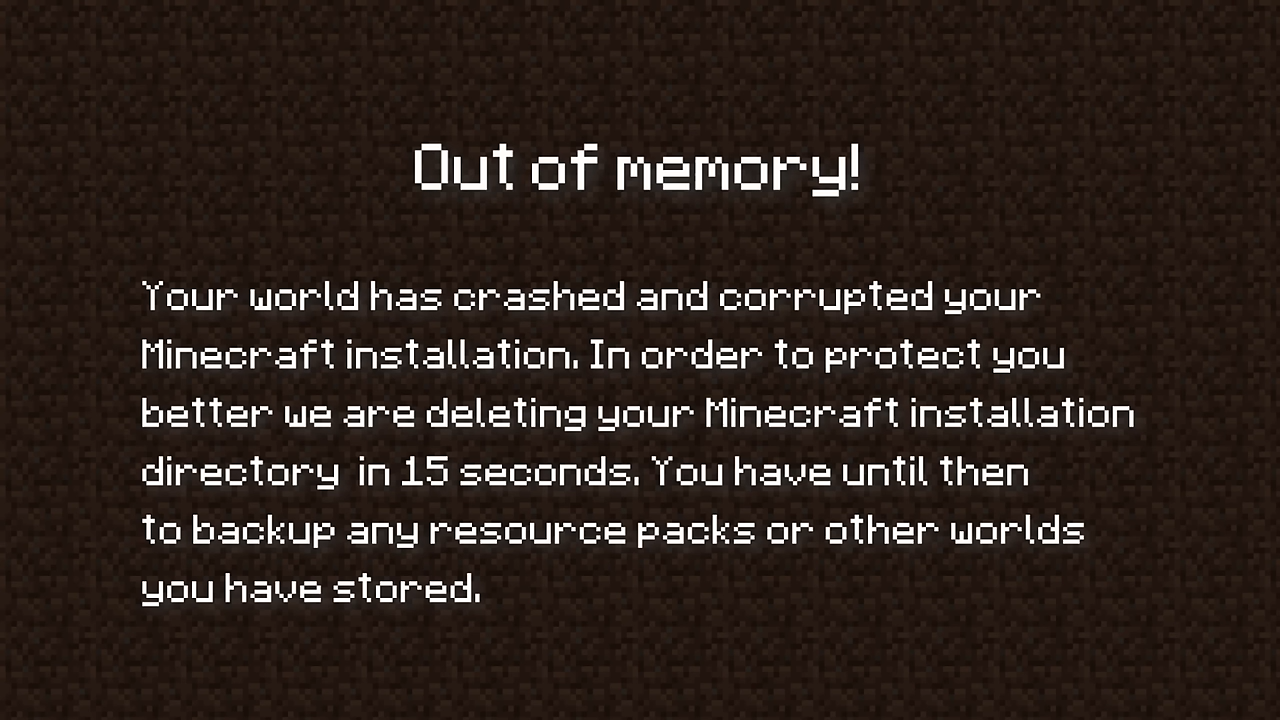 Out of memory!
Your world has crashed and corrupted your
Minecraft installation. In order to protect you
better we are deleting your Minecraft installation
directory  in 15 seconds. You have until then
to backup any resource packs or other worlds
you have stored.